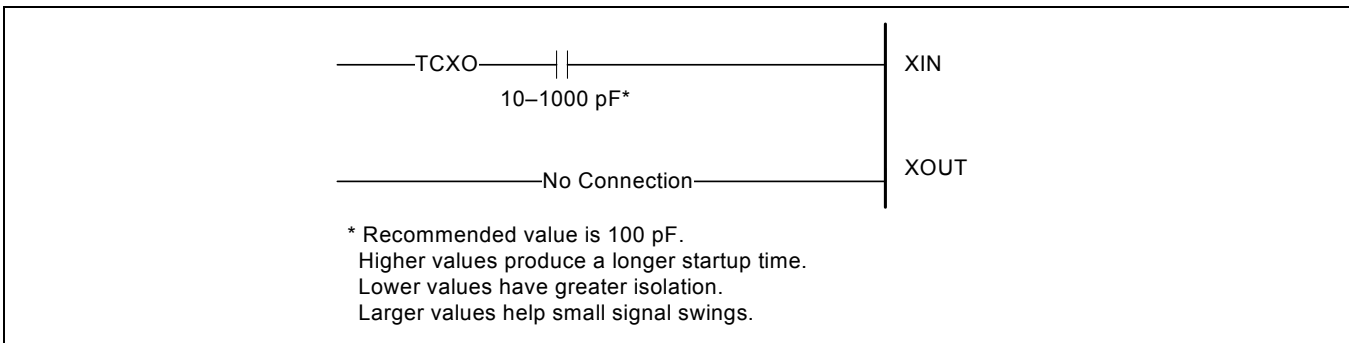 TCXO
XIN
10–1000 pF*
No Connection
XOUT
* Recommended value is 100 pF.
Higher values produce a longer startup time.
Lower values have greater isolation.
Larger values help small signal swings.